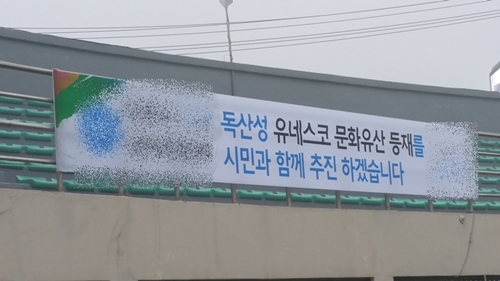 독산성 유네스코 문화유산 등재를
시민과 함께 추진 하겠습니다